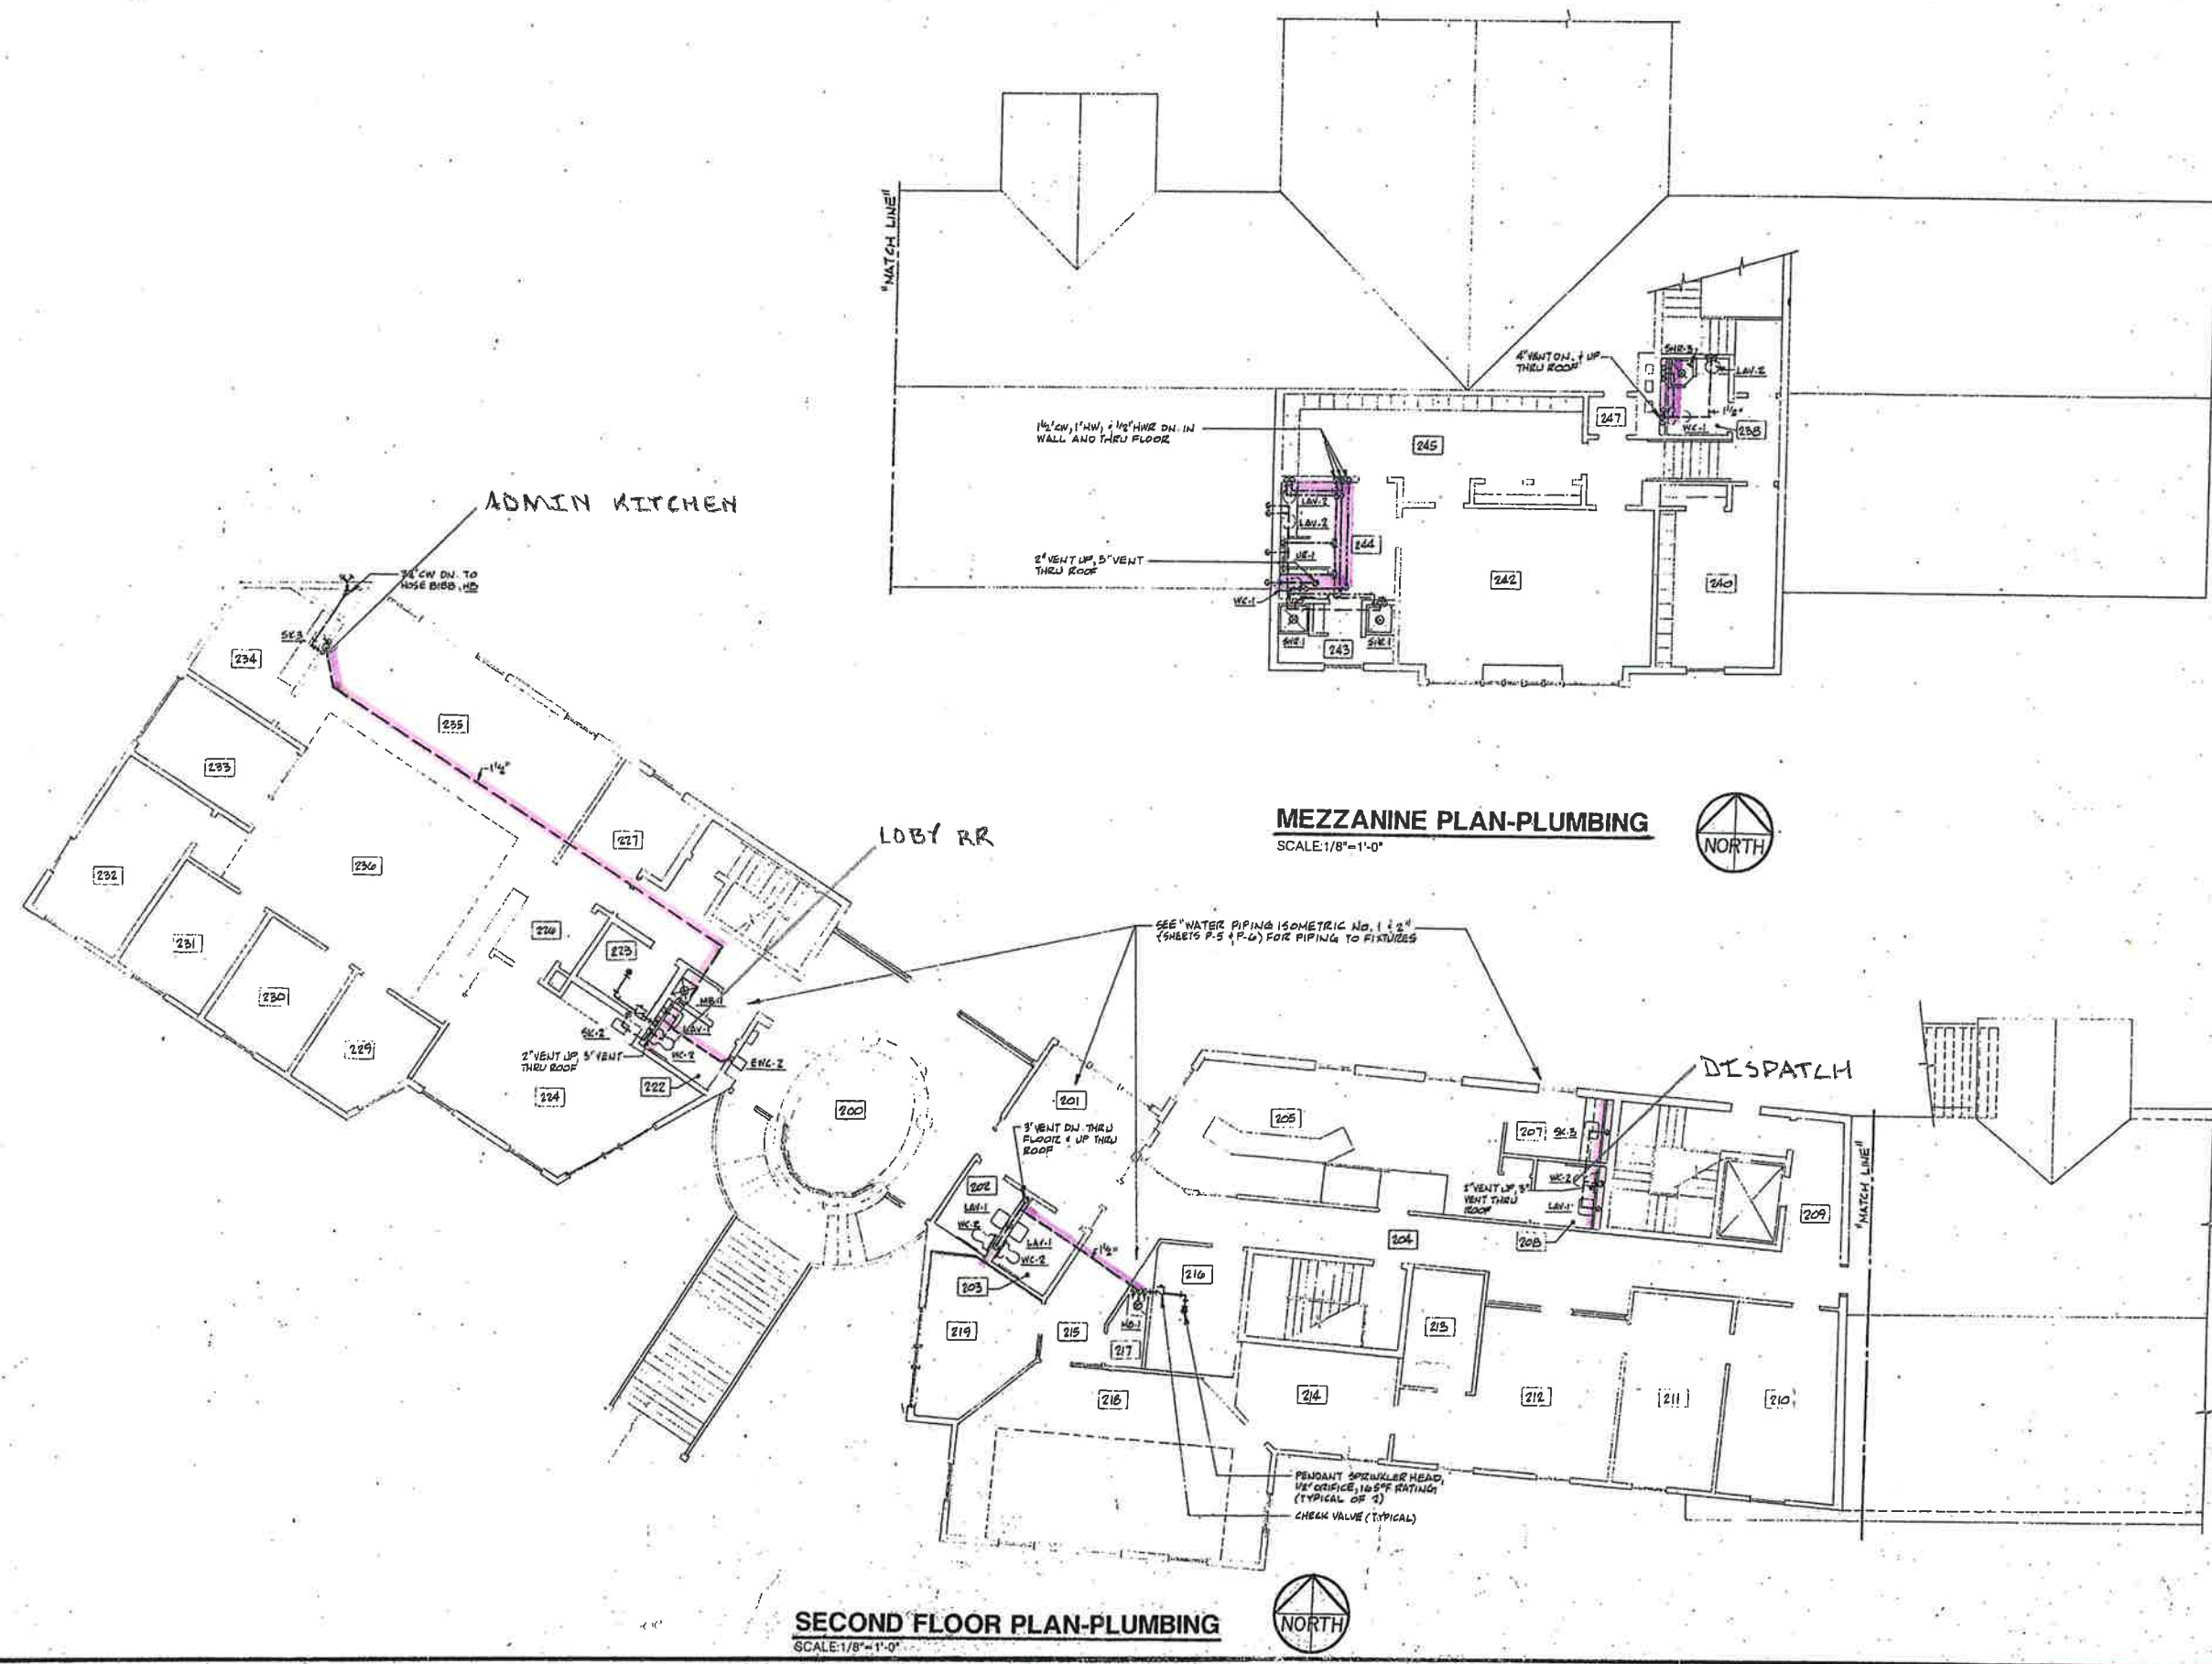 "MATCH LINE"
4" VENT DN. & UP
THRU ROOF
SHR-3
LAV-2
1½"
WC-1
238
247
1½" CW, 1" HW, & ½" HWR DN. IN
WALL AND THRU FLOOR
245
LAV-2
LAV-2
UR-1
244
2" VENT UP, 3" VENT
THRU ROOF
WC-1
242
240
SHR-1
243
SHR-1
MEZZANINE PLAN-PLUMBING
SCALE:1/8"=1'-0"
NORTH
ADMIN KITCHEN
¾" CW DN. TO
HOSE BIBB, HB
SK-3
234
235
1½"
233
227
LOBY RR
232
236
231
226
223
230
MB-1
LAV-1
SK-2
WC-2
EWC-2
2" VENT UP, 3" VENT
THRU ROOF
229
222
224
200
SEE "WATER PIPING ISOMETRIC NO. 1 & 2"
(SHEETS P-5 & P-6) FOR PIPING TO FIXTURES
201
DISPATCH
205
3" VENT DN. THRU
FLOOR & UP THRU
ROOF
207
SK-3
202
WC-2
2" VENT UP, 3"
VENT THRU
ROOF
LAV-1
LAV-1
WC-2
LAV-1
WC-2
1½"
204
208
209
"MATCH LINE"
203
216
MB-1
219
215
217
213
218
214
212
211
210
PENDANT SPRINKLER HEAD,
1/2" ORIFICE, 165°F RATING
(TYPICAL OF 2)
CHECK VALVE (TYPICAL)
SECOND FLOOR PLAN-PLUMBING
SCALE:1/8"=1'-0"
NORTH